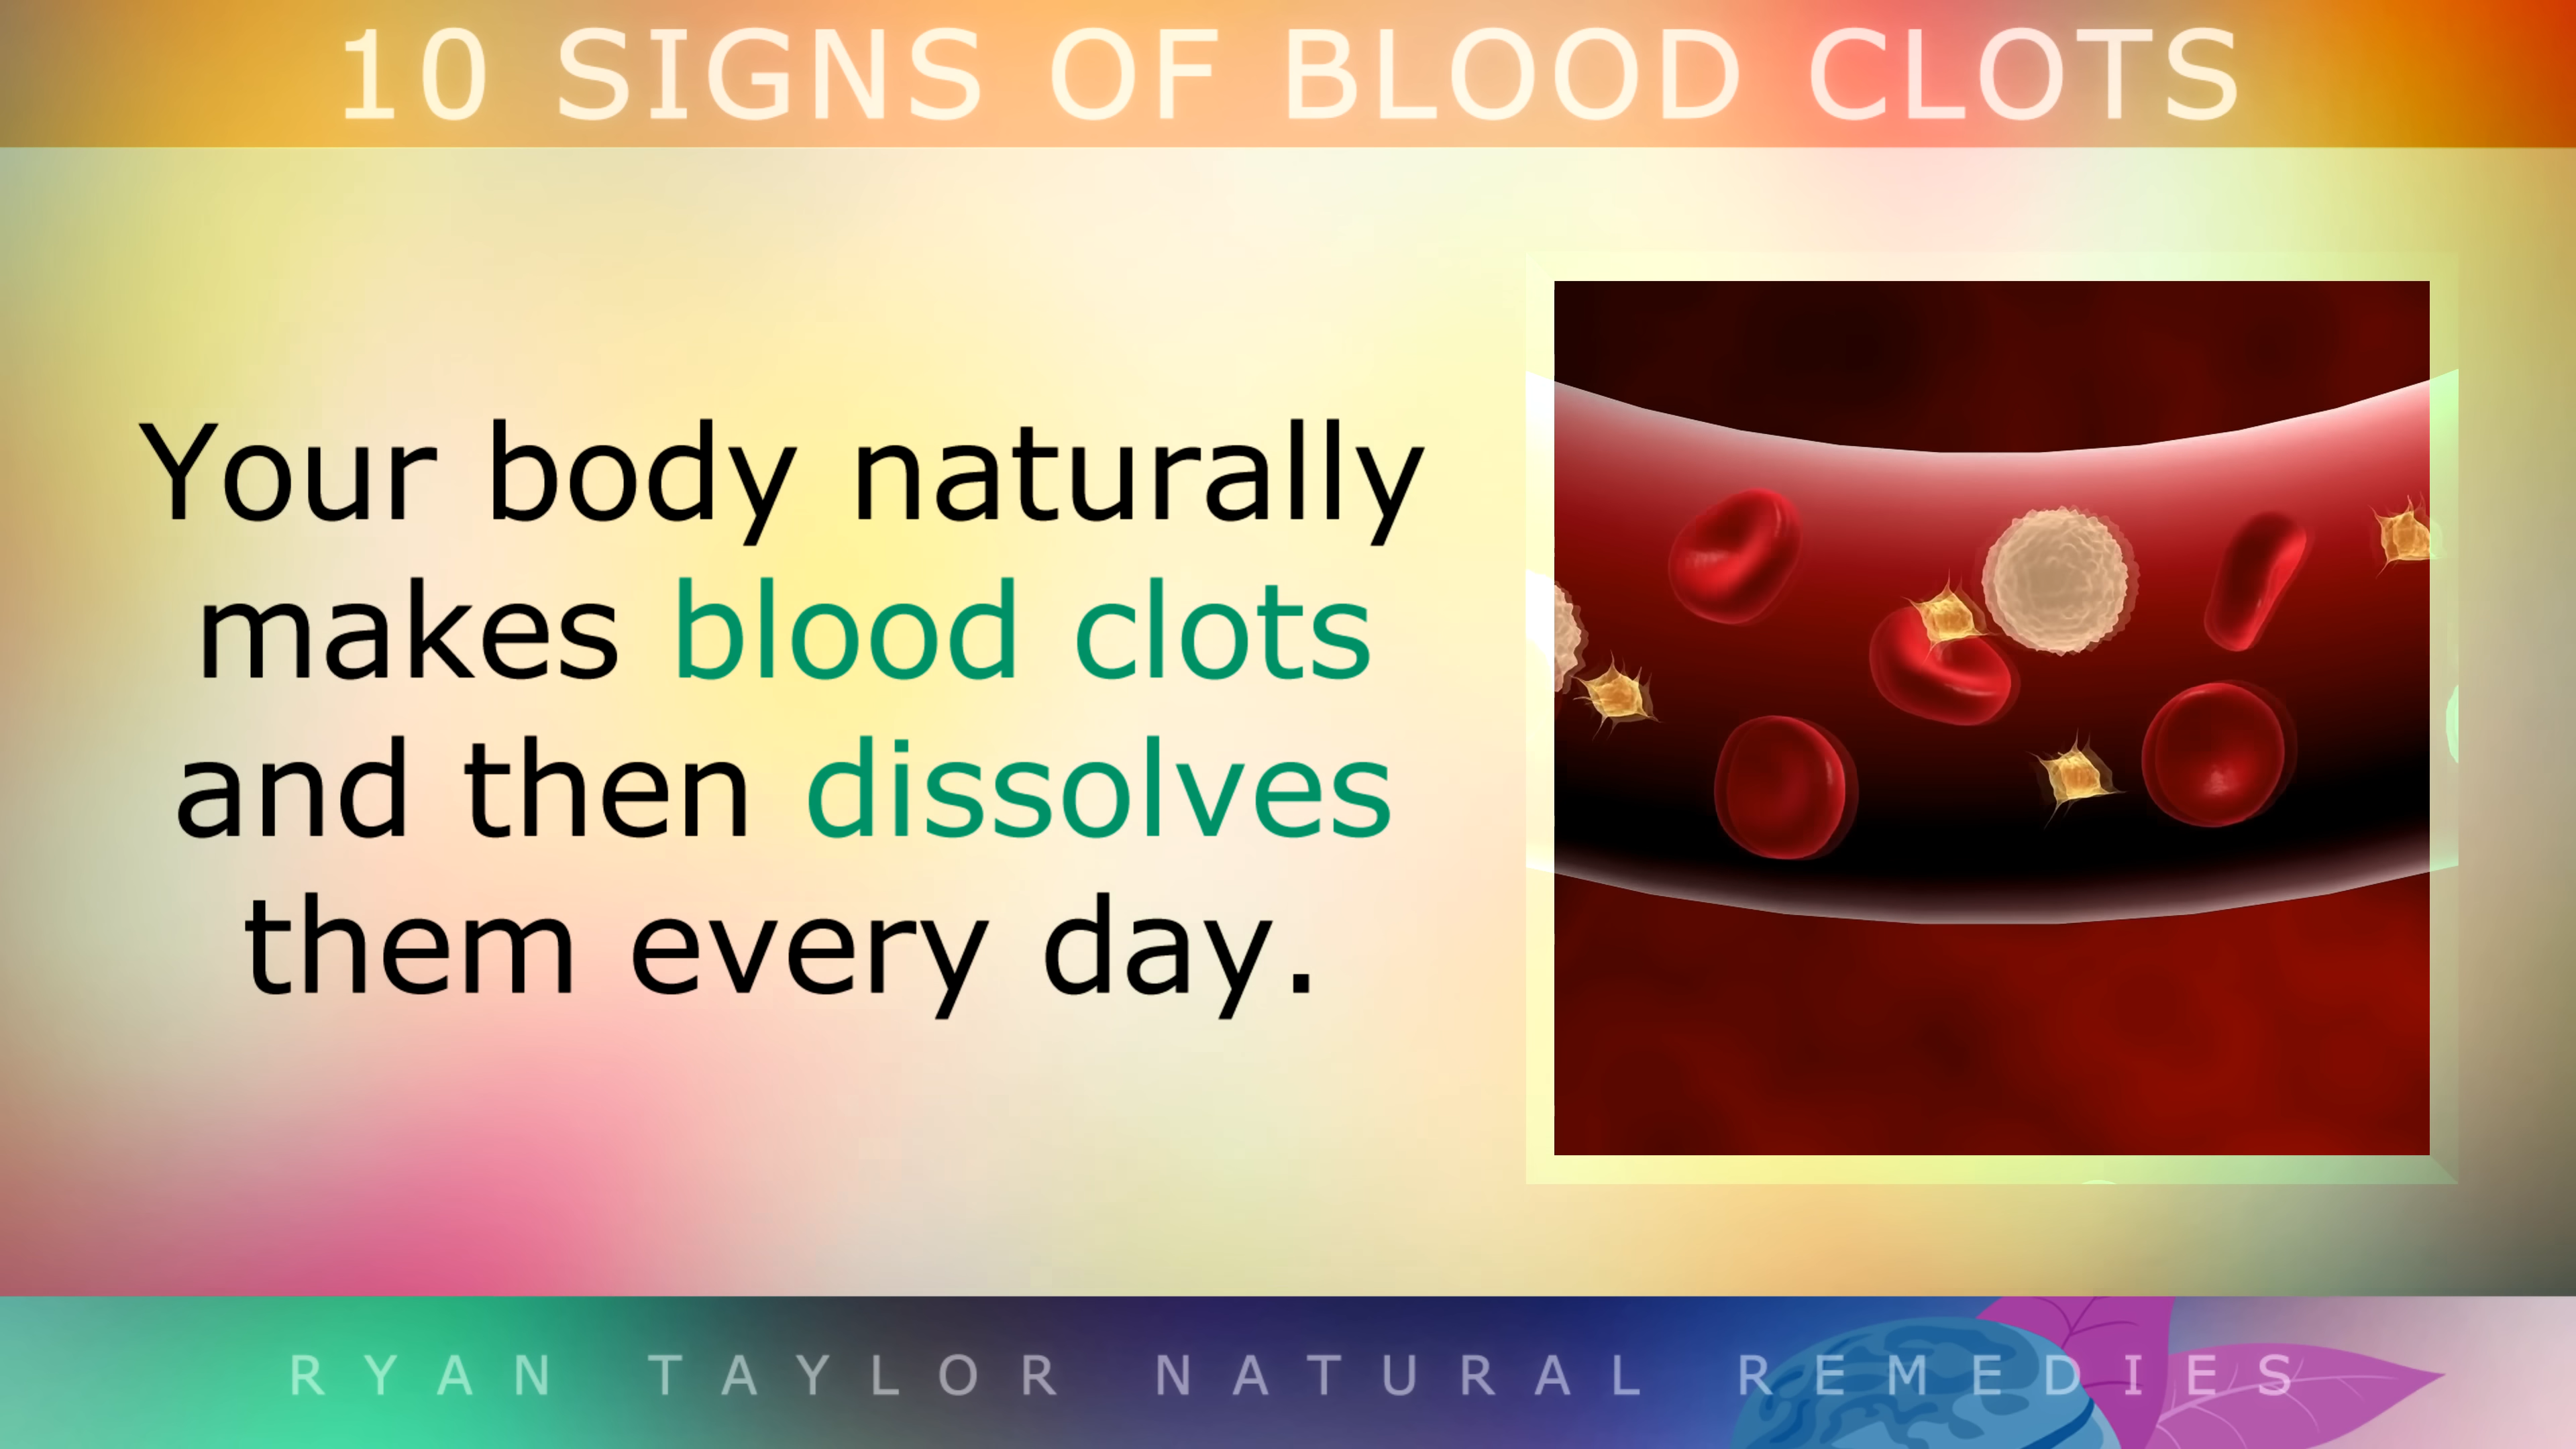 10 SIGNS OF BLOOD CLOTS
Your body naturally
makes blood clots
and then dissolves
them every day.
RYAN TAYLOR NATURAL REMEDIES